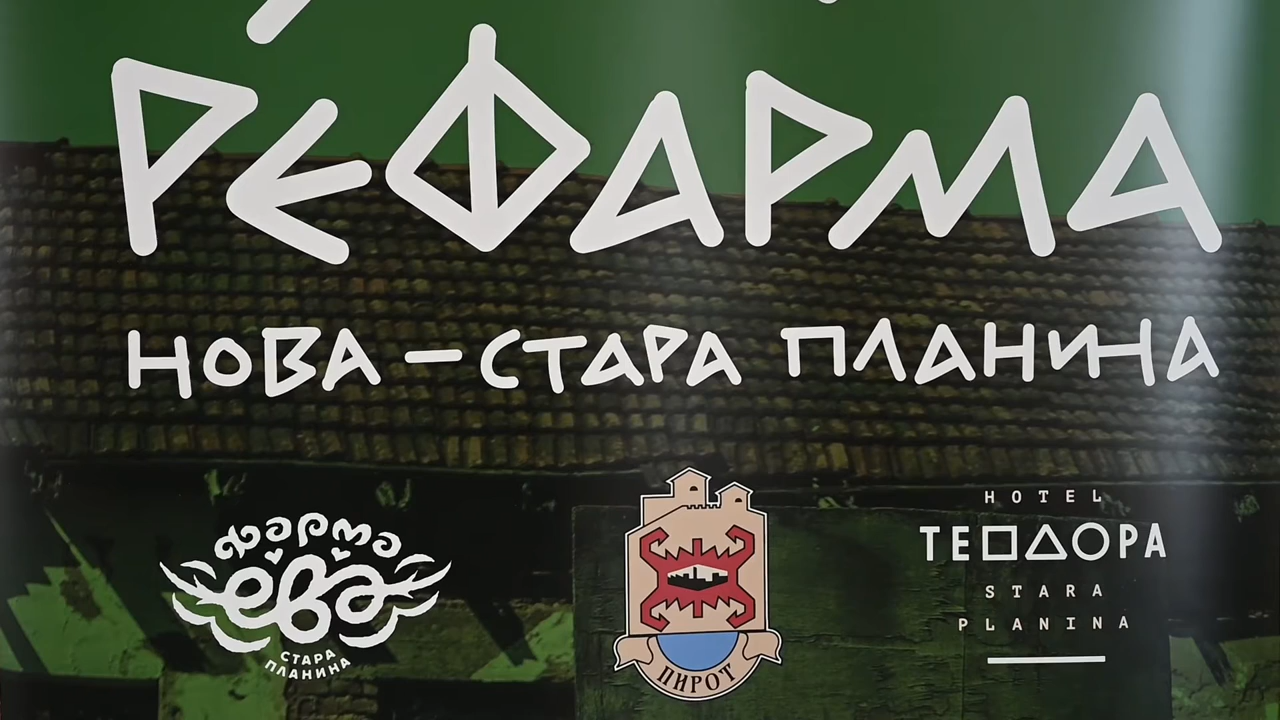 РЕФАРМА
НОВА – СТАРА ПЛАНИНА
фарма
ева
СТАРА
ПЛАНИНА
ПИРОТ
HOTEL
ТЕОДОРА
STARA
PLANINA